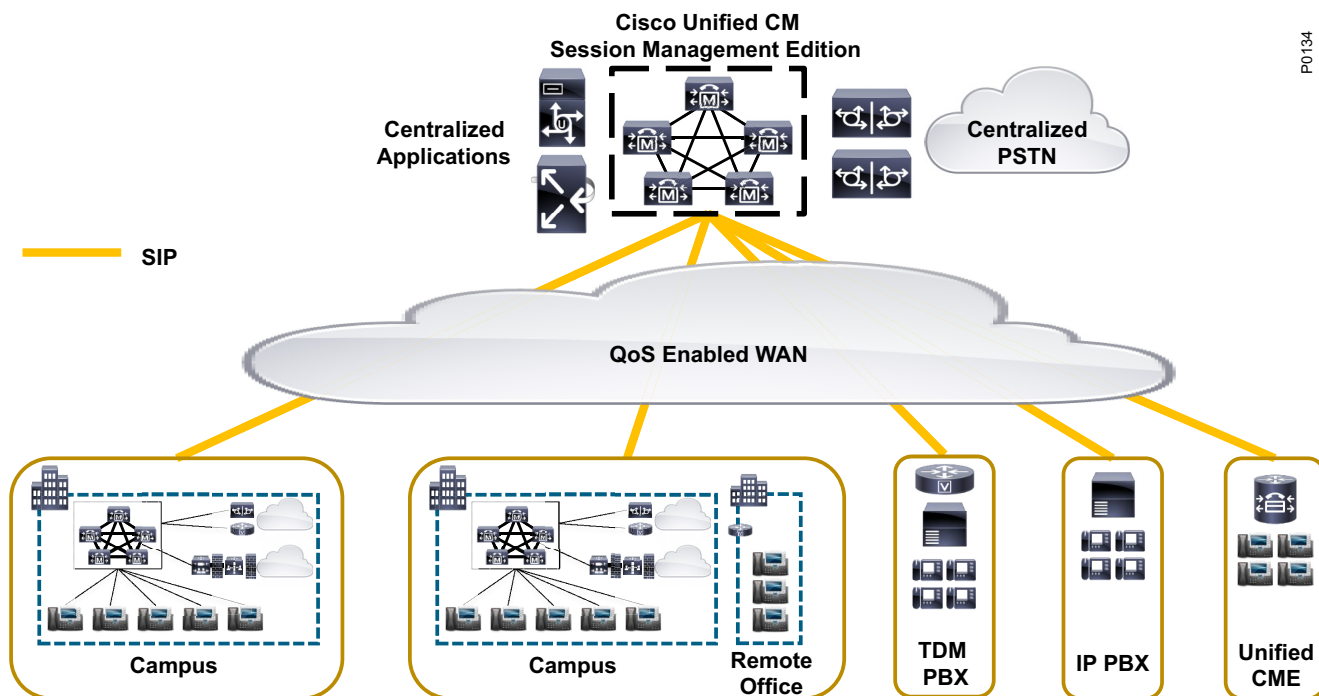 Cisco Unified CM
Session Management Edition
P0134
Centralized
Applications
Centralized
PSTN
SIP
QoS Enabled WAN
Campus
Campus
Remote
Office
TDM
PBX
IP PBX
Unified
CME
M
M
M
M
M
U
V
M
M
M
M
M
M
M
M
M
M